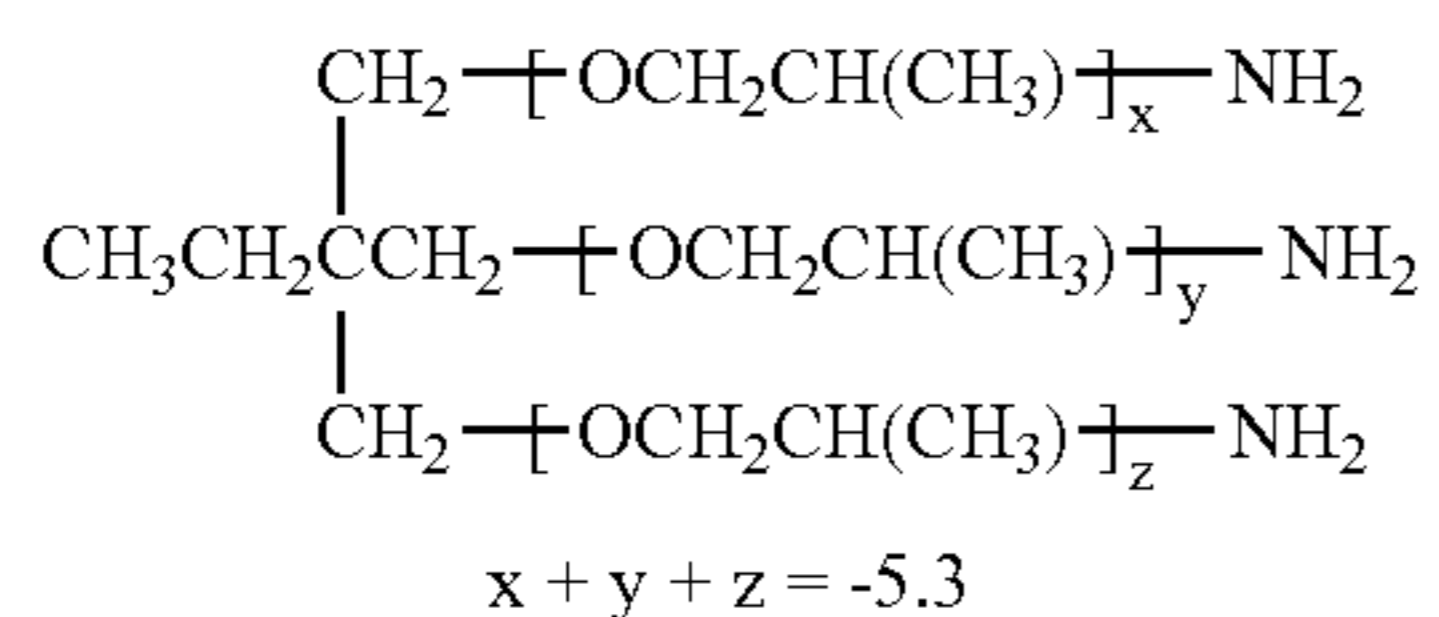 CH₂—[OCH₂CH(CH₃)]ₓ—NH₂
CH₃CH₂CCH₂—[OCH₂CH(CH₃)]y—NH₂
CH₂—[OCH₂CH(CH₃)]z—NH₂
x + y + z = -5.3